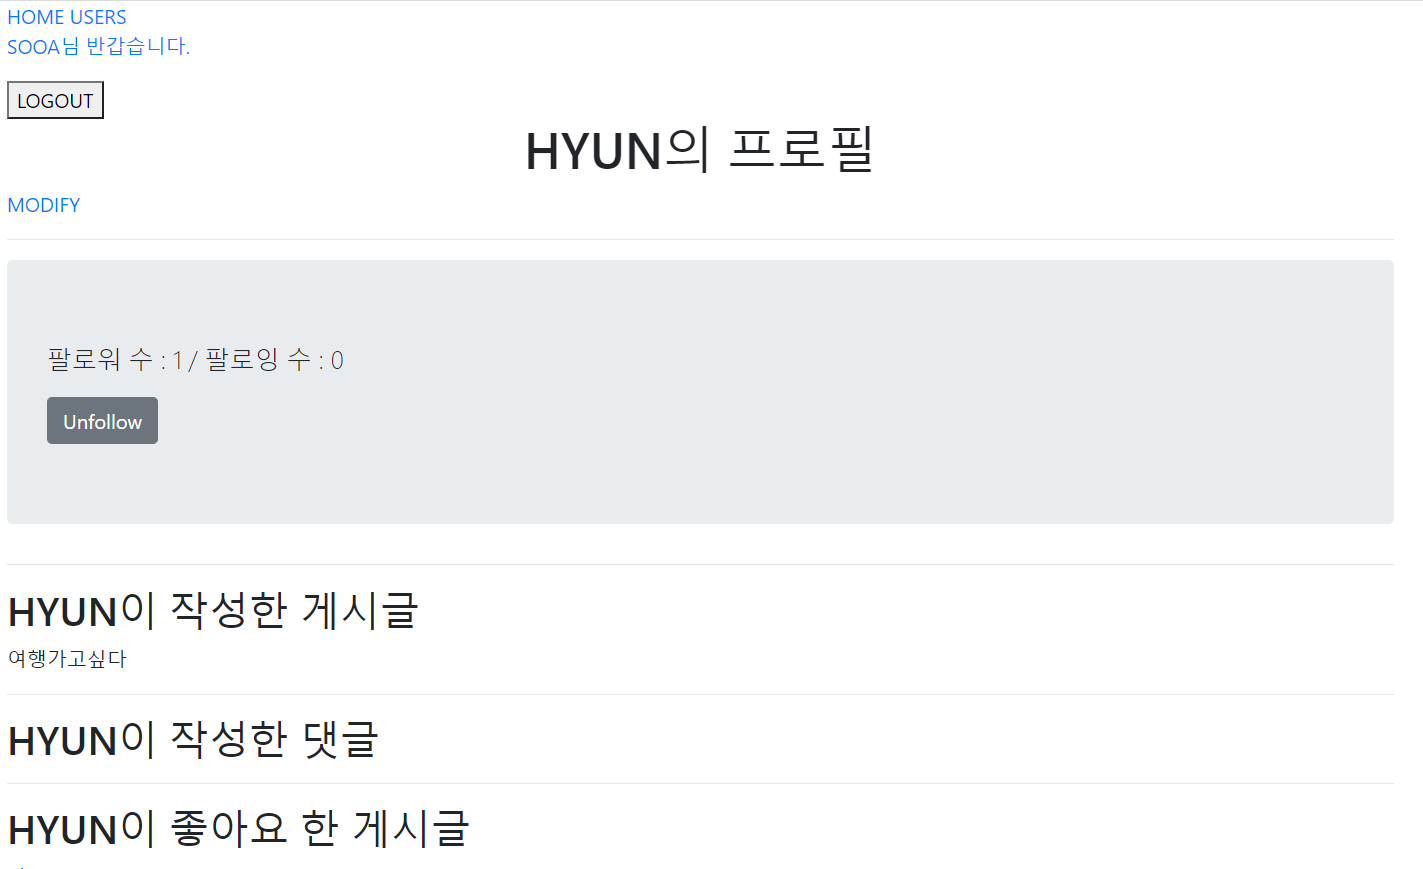 HOME USERS
SOOA님 반갑습니다.
LOGOUT
HYUN의 프로필
MODIFY
팔로워 수 : 1 / 팔로잉 수 : 0
Unfollow
HYUN이 작성한 게시글
여행가고싶다
HYUN이 작성한 댓글
HYUN이 좋아요 한 게시글